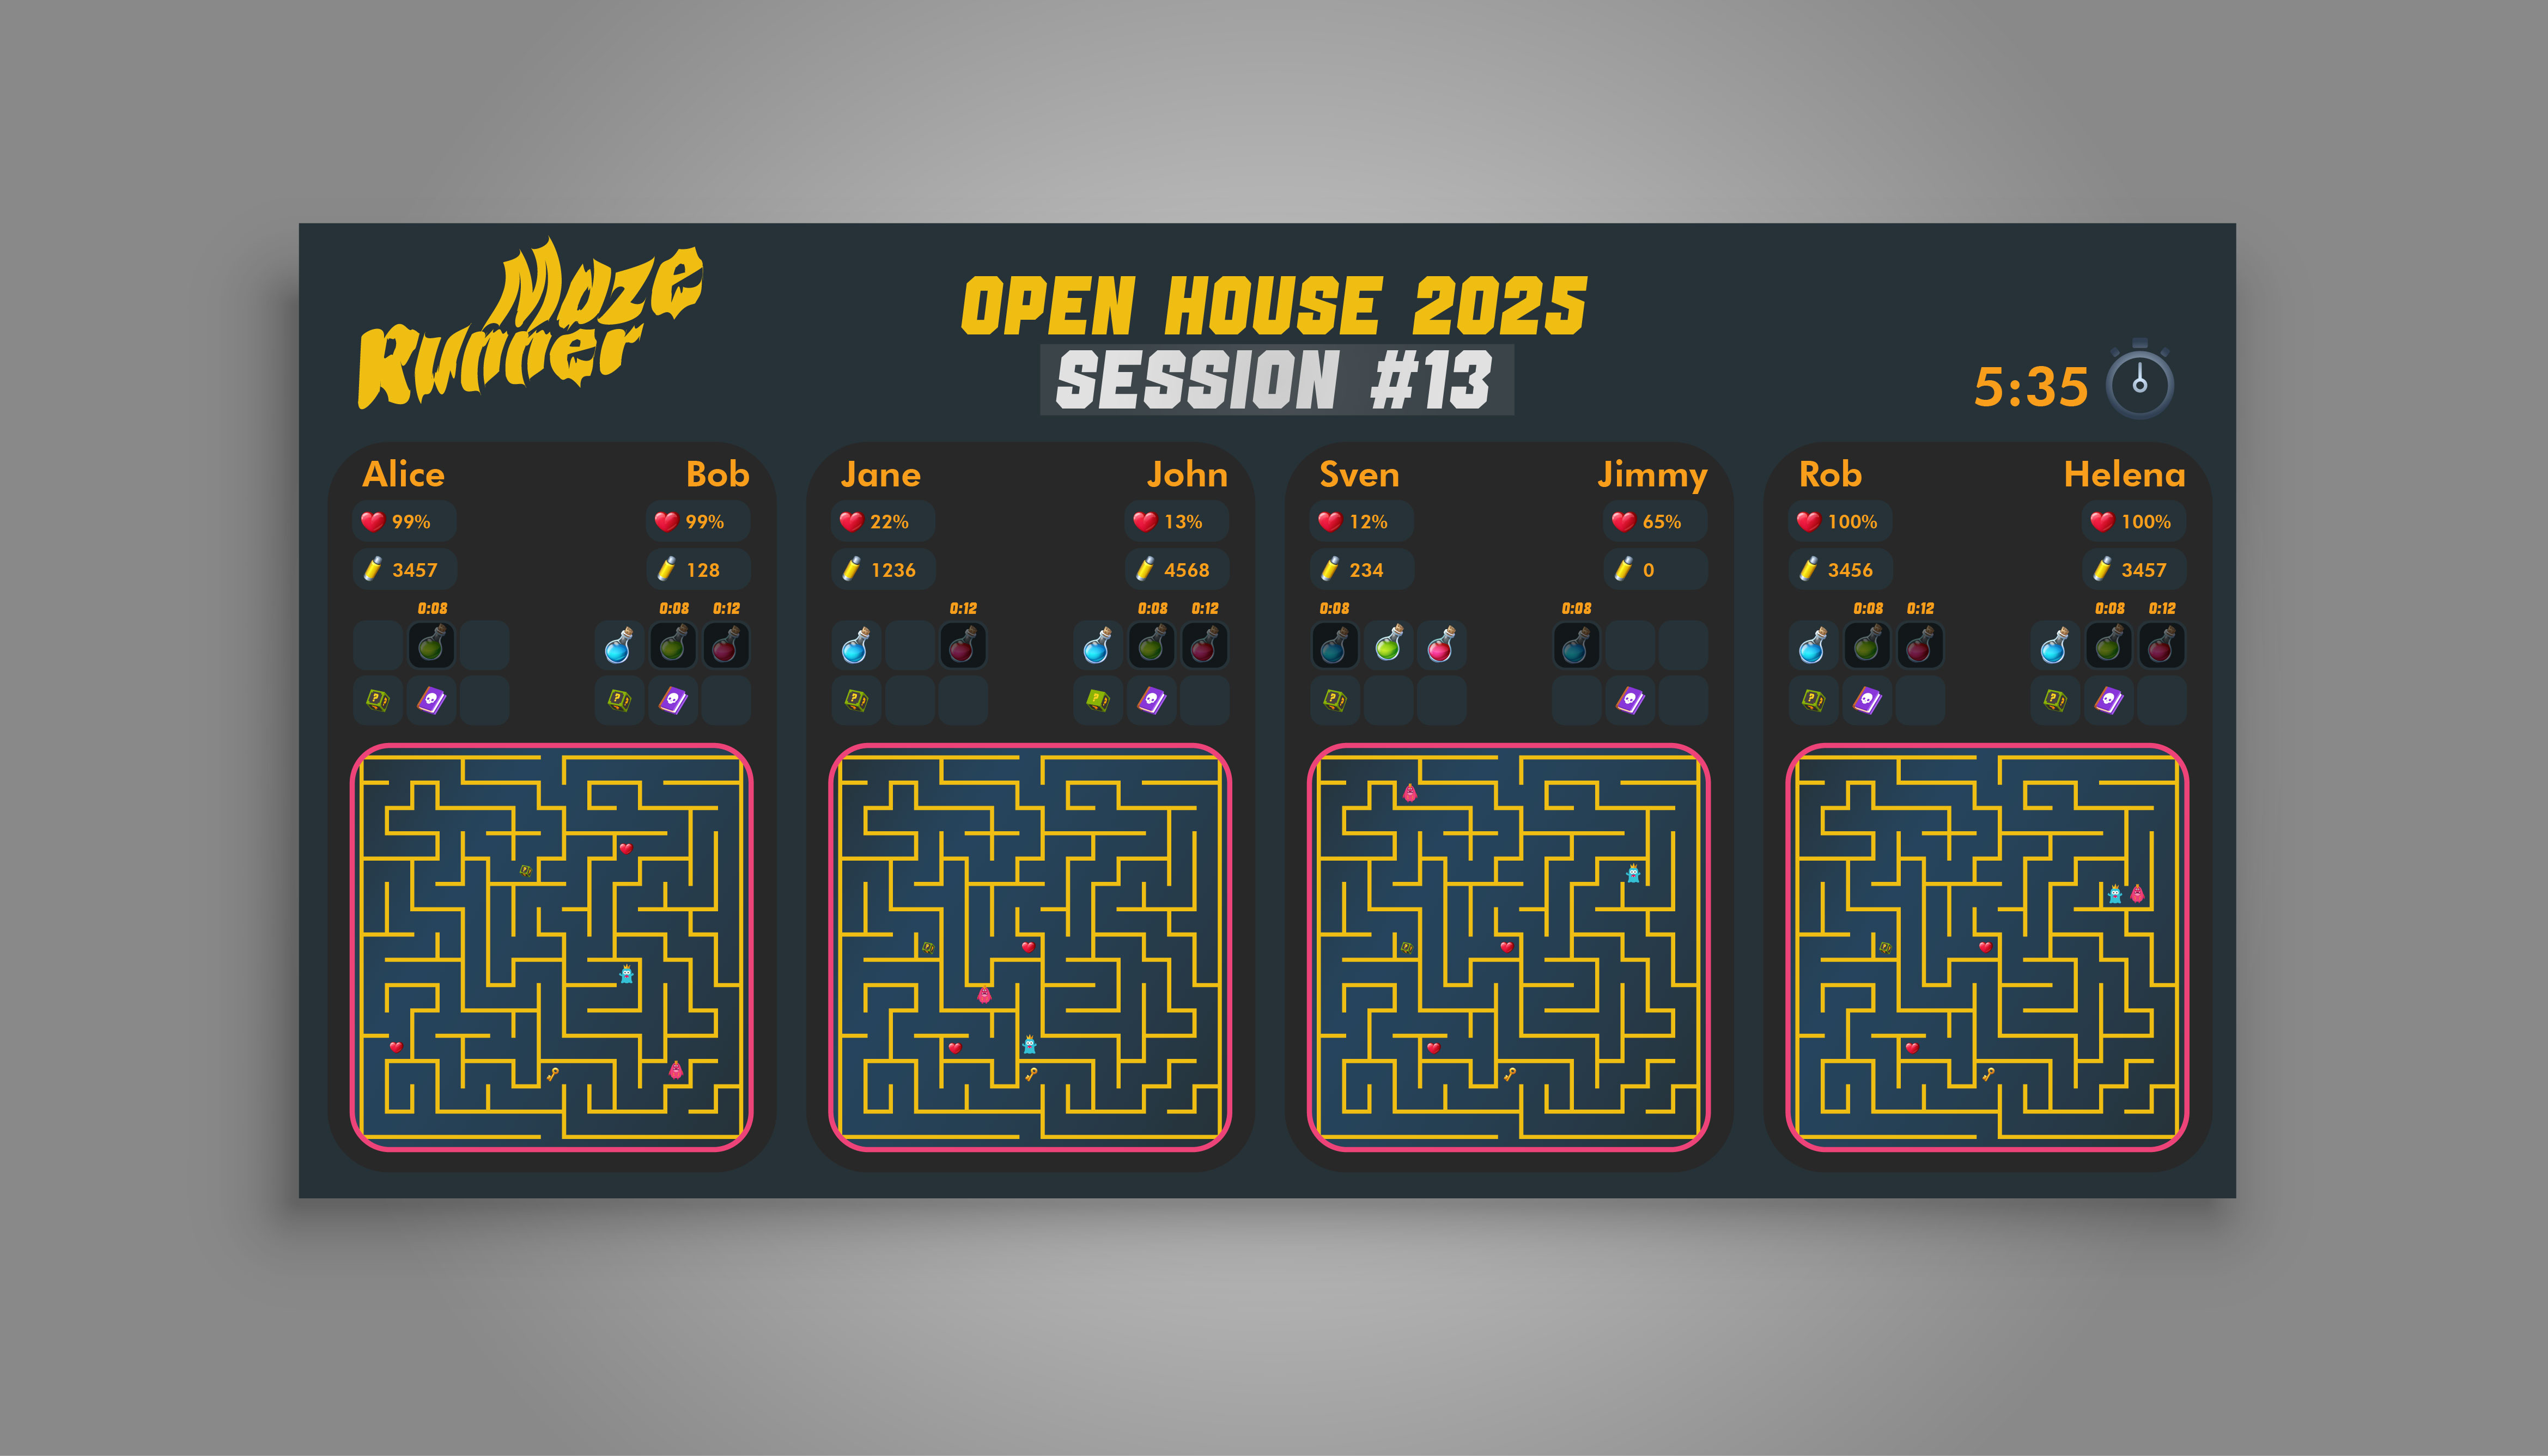 Maze
Runner
OPEN HOUSE 2025
SESSION #13
5:35
Alice
Bob
99%
99%
3457
128
0:08
0:08 0:12
? ?
Jane
John
22%
13%
1236
4568
0:12
0:08 0:12
? ?
Sven
Jimmy
12%
65%
234
0
0:08
0:08
?
Rob
Helena
100%
100%
3456
3457
0:08 0:12
0:08 0:12
? ?